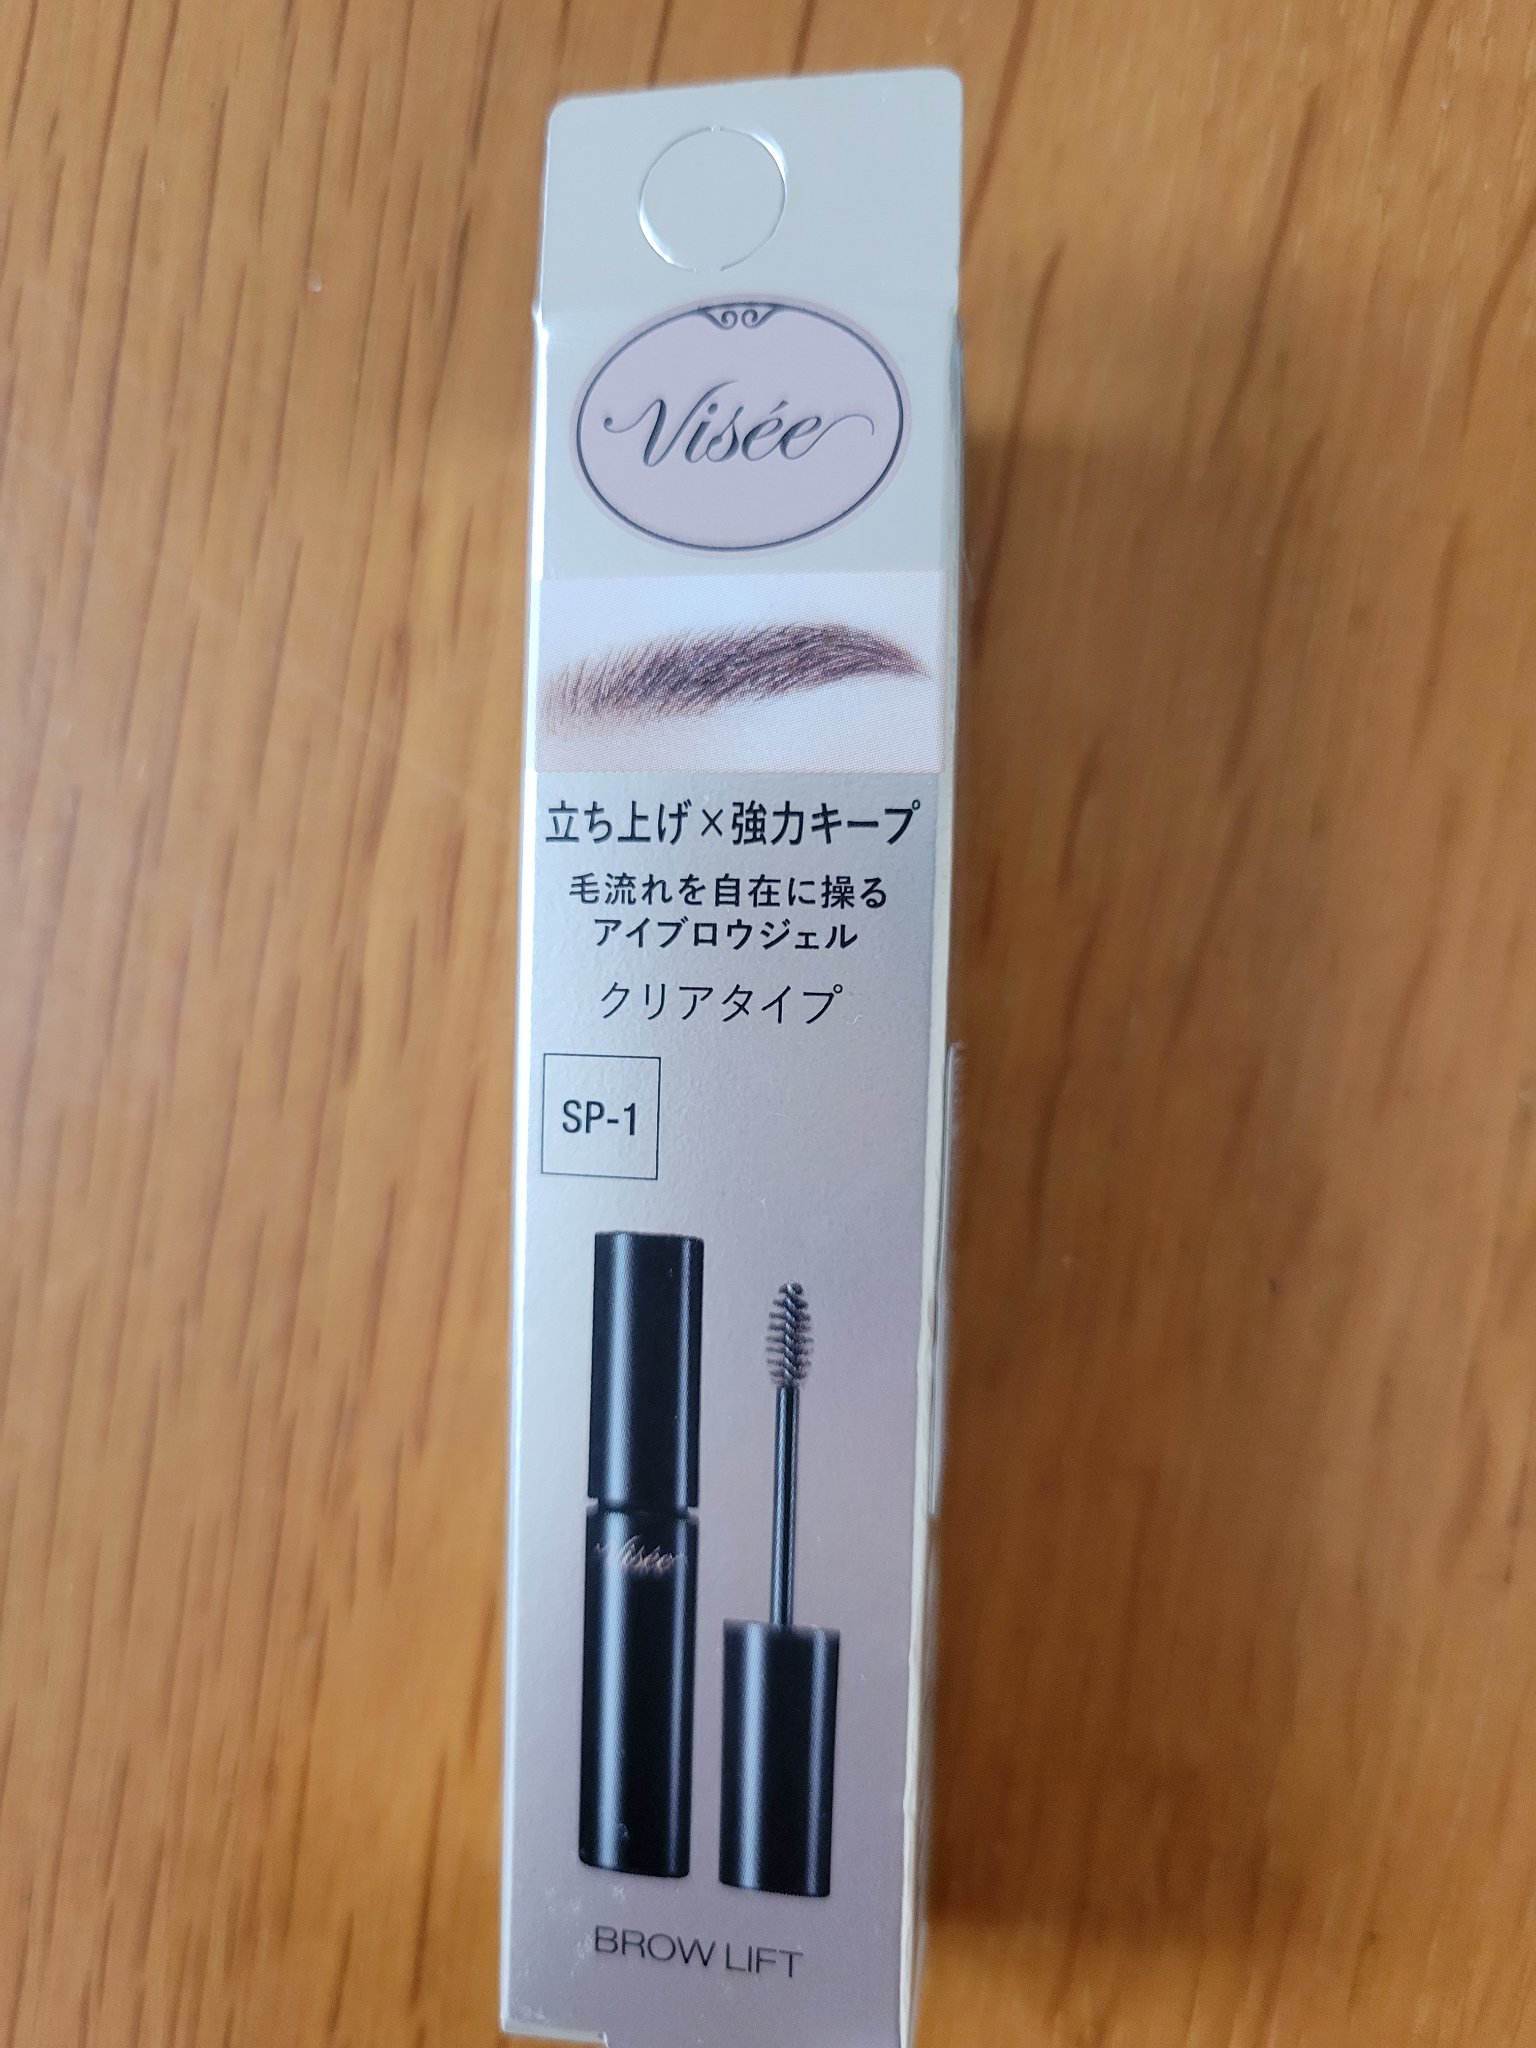 Visée
立ち上げ×強力キープ
毛流れを自在に操る
アイブロウジェル
クリアタイプ
SP-1
Visée
BROW LIFT